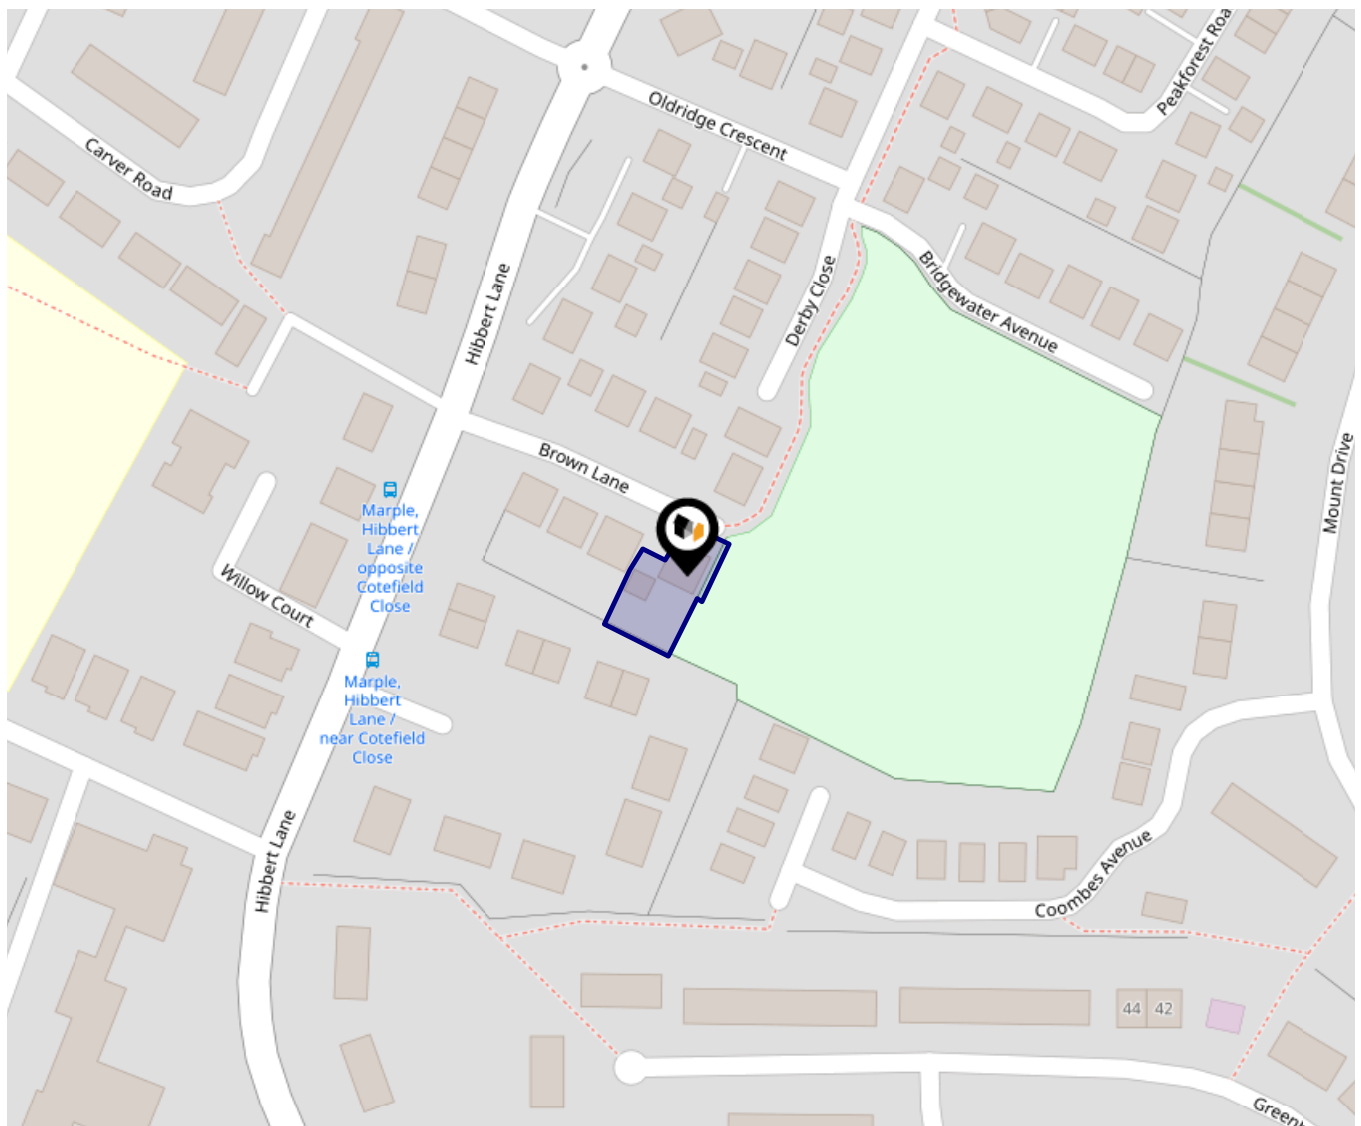 Peakforest Roa
Oldridge Crescent
Carver Road
Bridgewater Avenue
Hibbert Lane
Derby Close
Brown Lane
Mount Drive
Marple,
Hibbert
Lane /
opposite
Cotefield
Close
Willow Court
Marple,
Hibbert
Lane /
near Cotefield
Close
Hibbert Lane
Coombes Avenue
44 42
Green